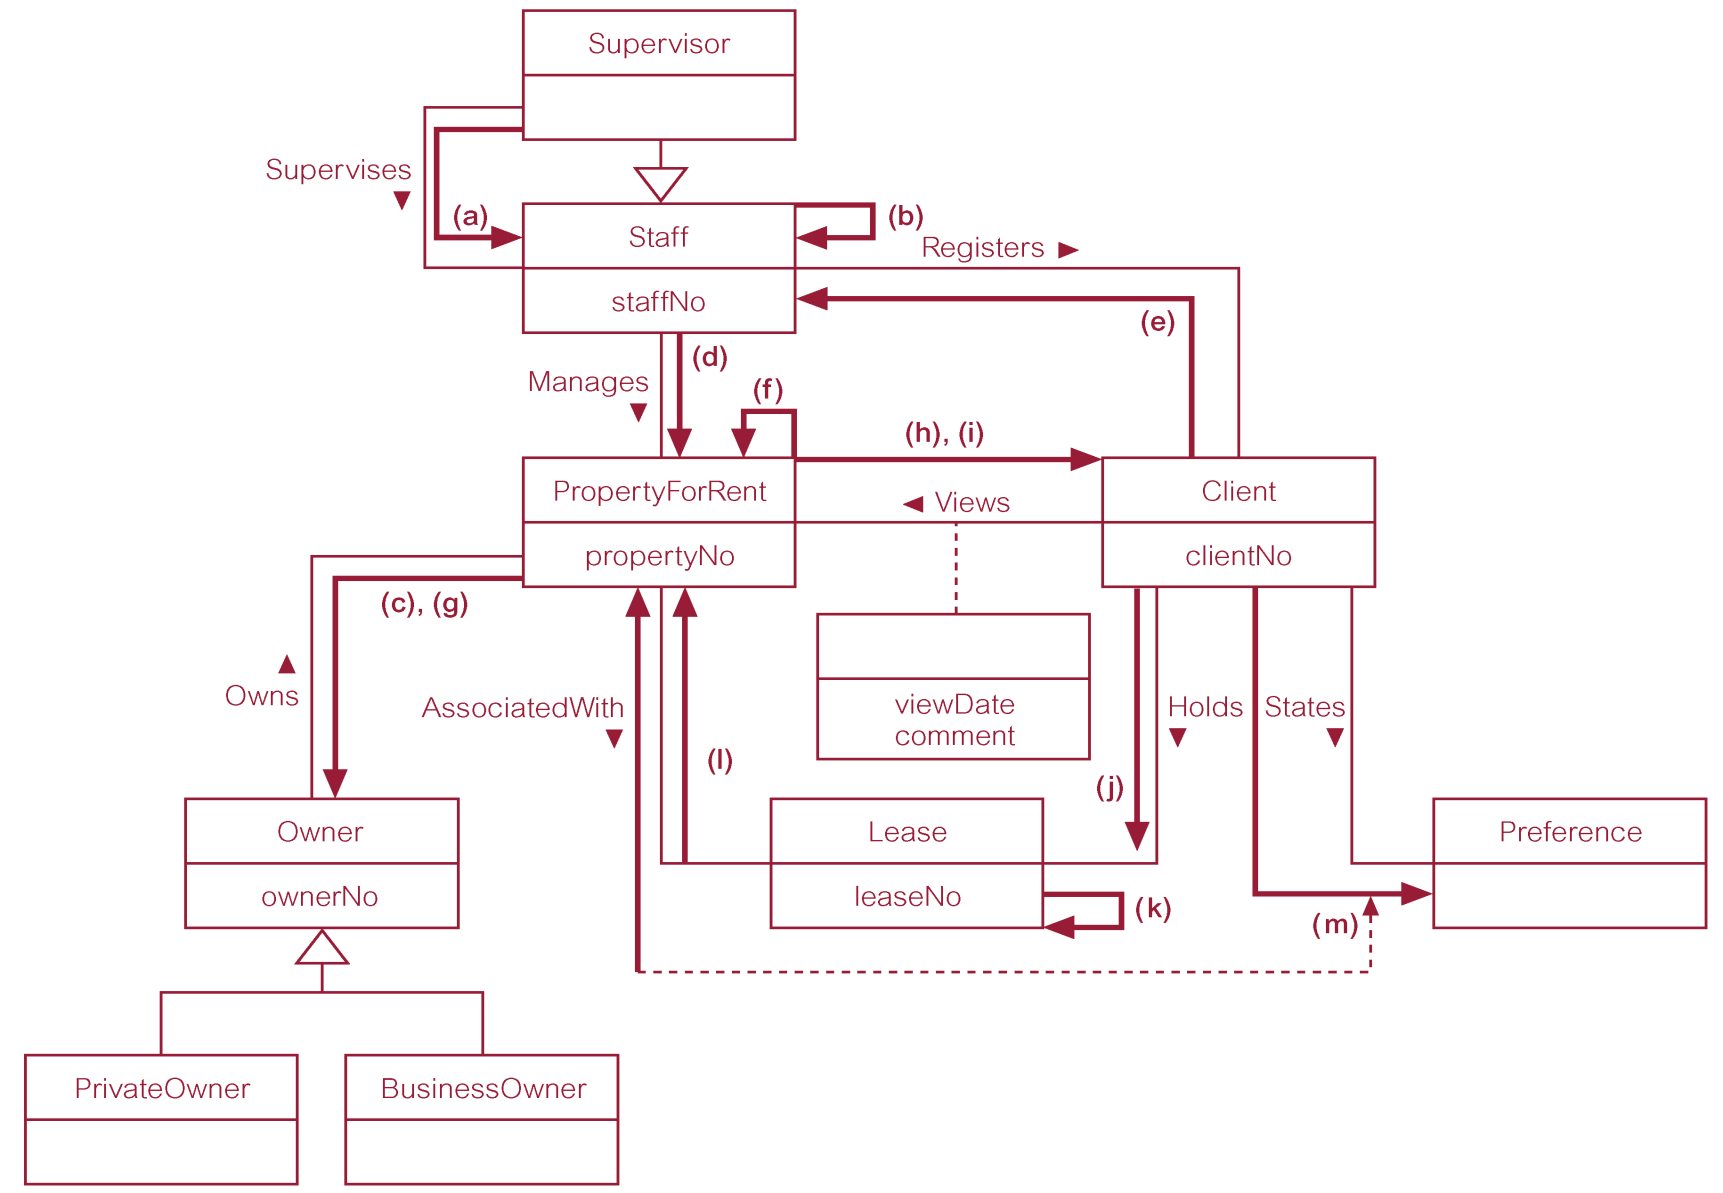 Supervisor
Supervises
(a)
(b)
Staff
Registers
staffNo
(e)
(d)
Manages
(f)
(h), (i)
PropertyForRent
Views
Client
propertyNo
clientNo
(c), (g)
Owns
AssociatedWith
viewDate
comment
Holds
States
(l)
(j)
Owner
Lease
Preference
ownerNo
leaseNo
(k)
(m)
PrivateOwner
BusinessOwner